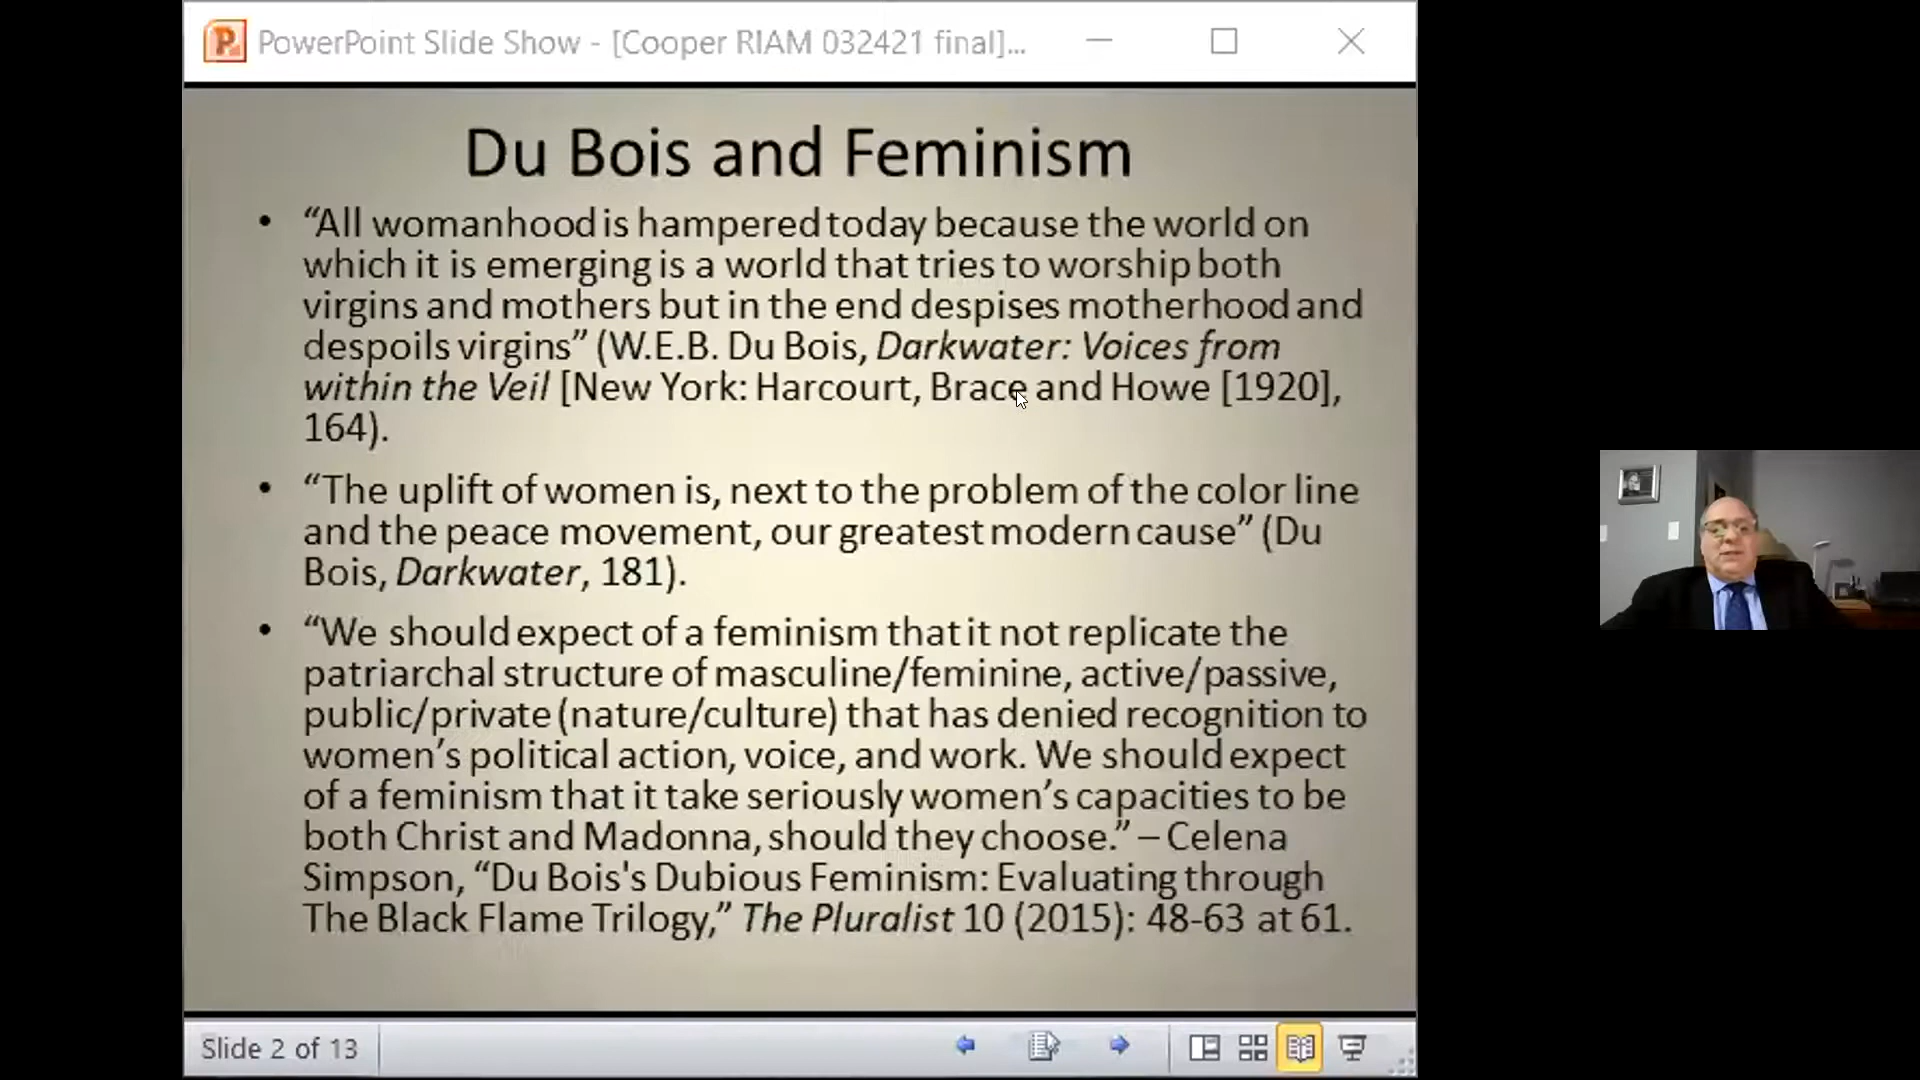 PowerPoint Slide Show - [Cooper RIAM 032421 final]...
Du Bois and Feminism
• “All womanhood is hampered today because the world on
which it is emerging is a world that tries to worship both
virgins and mothers but in the end despises motherhood and
despoils virgins” (W.E.B. Du Bois, Darkwater: Voices from
within the Veil [New York: Harcourt, Brace and Howe [1920],
164).
• “The uplift of women is, next to the problem of the color line
and the peace movement, our greatest modern cause” (Du
Bois, Darkwater, 181).
• “We should expect of a feminism that it not replicate the
patriarchal structure of masculine/feminine, active/passive,
public/private (nature/culture) that has denied recognition to
women’s political action, voice, and work. We should expect
of a feminism that it take seriously women’s capacities to be
both Christ and Madonna, should they choose.” – Celena
Simpson, “Du Bois's Dubious Feminism: Evaluating through
The Black Flame Trilogy,” The Pluralist 10 (2015): 48-63 at 61.
Slide 2 of 13